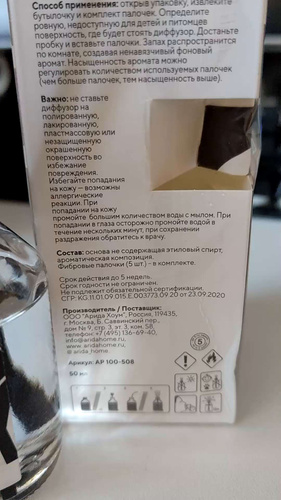 Способ применения: открыв упаковку, извлеките
бутылочку и комплект палочек. Определите
ровную, недоступную для детей и питомцев
поверхность, где будет стоять диффузор. Достаньте
пробку и вставьте палочки. Запах распространится
по комнате, создавая ненавязчивый фоновый
аромат. Насыщенность аромата можно
регулировать количеством используемых палочек
(чем больше палочек, тем насыщеннее выше).
Важно: не ставьте
диффузор на
полированную,
лакированную,
пластмассовую или
незащищенную
окрашенную
поверхность во
избежание
повреждения.
Избегайте попадания
на кожу — возможны
аллергические
реакции. При
попадании на кожу
промойте большим количеством воды с мылом. При
попадании в глаза осторожно промойте водой в
течение нескольких минут, при сохранении
раздражения обратитесь к врачу.
Состав: основа не содержащая этиловый спирт,
ароматическая композиция.
Фибровые палочки (5 шт.) - в комплекте.
Срок действия до 5 недель.
Срок годности не ограничен.
Не подлежит обязательной сертификации.
СГР: KG.11.01.09.015.E.003773.09.20 от 23.09.2020
Производитель / Поставщик:
ООО "Арида Хоум", Россия, 119435,
г. Москва, Б. Саввинский пер.,
дом № 9, стр. 3, эт. 3, ком. 58,
телефон: +7 (495) 136-69-40,
info@aridahome.ru
www.aridahome.ru
@arida_home
Артикул: AP 100-506
50 мл
5